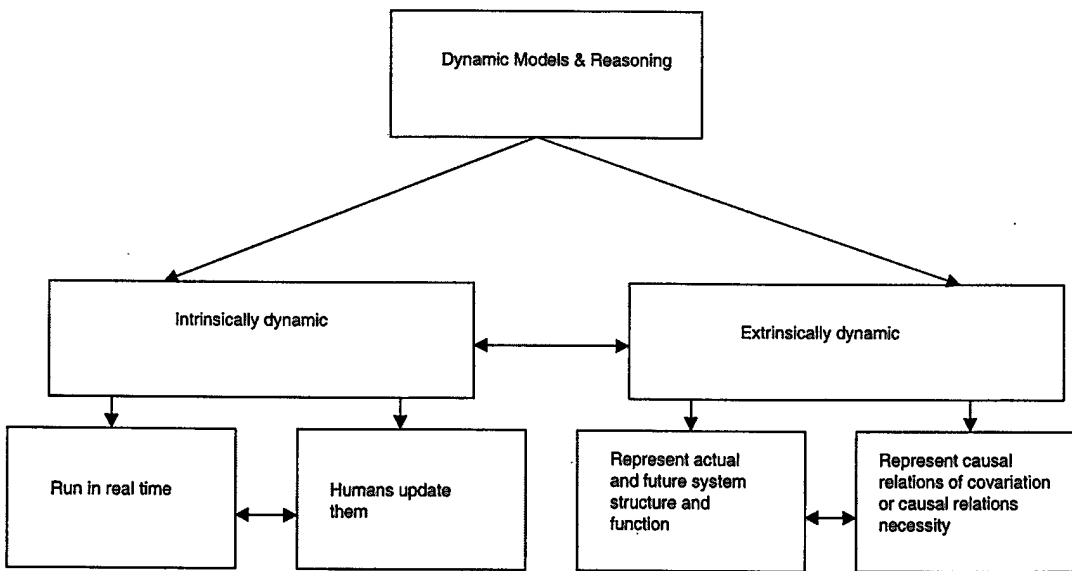 Dynamic Models & Reasoning
Intrinsically dynamic
Extrinsically dynamic
Run in real time
Humans update
them
Represent actual
and future system
structure and
function
Represent causal
relations of covariation
or causal relations
necessity